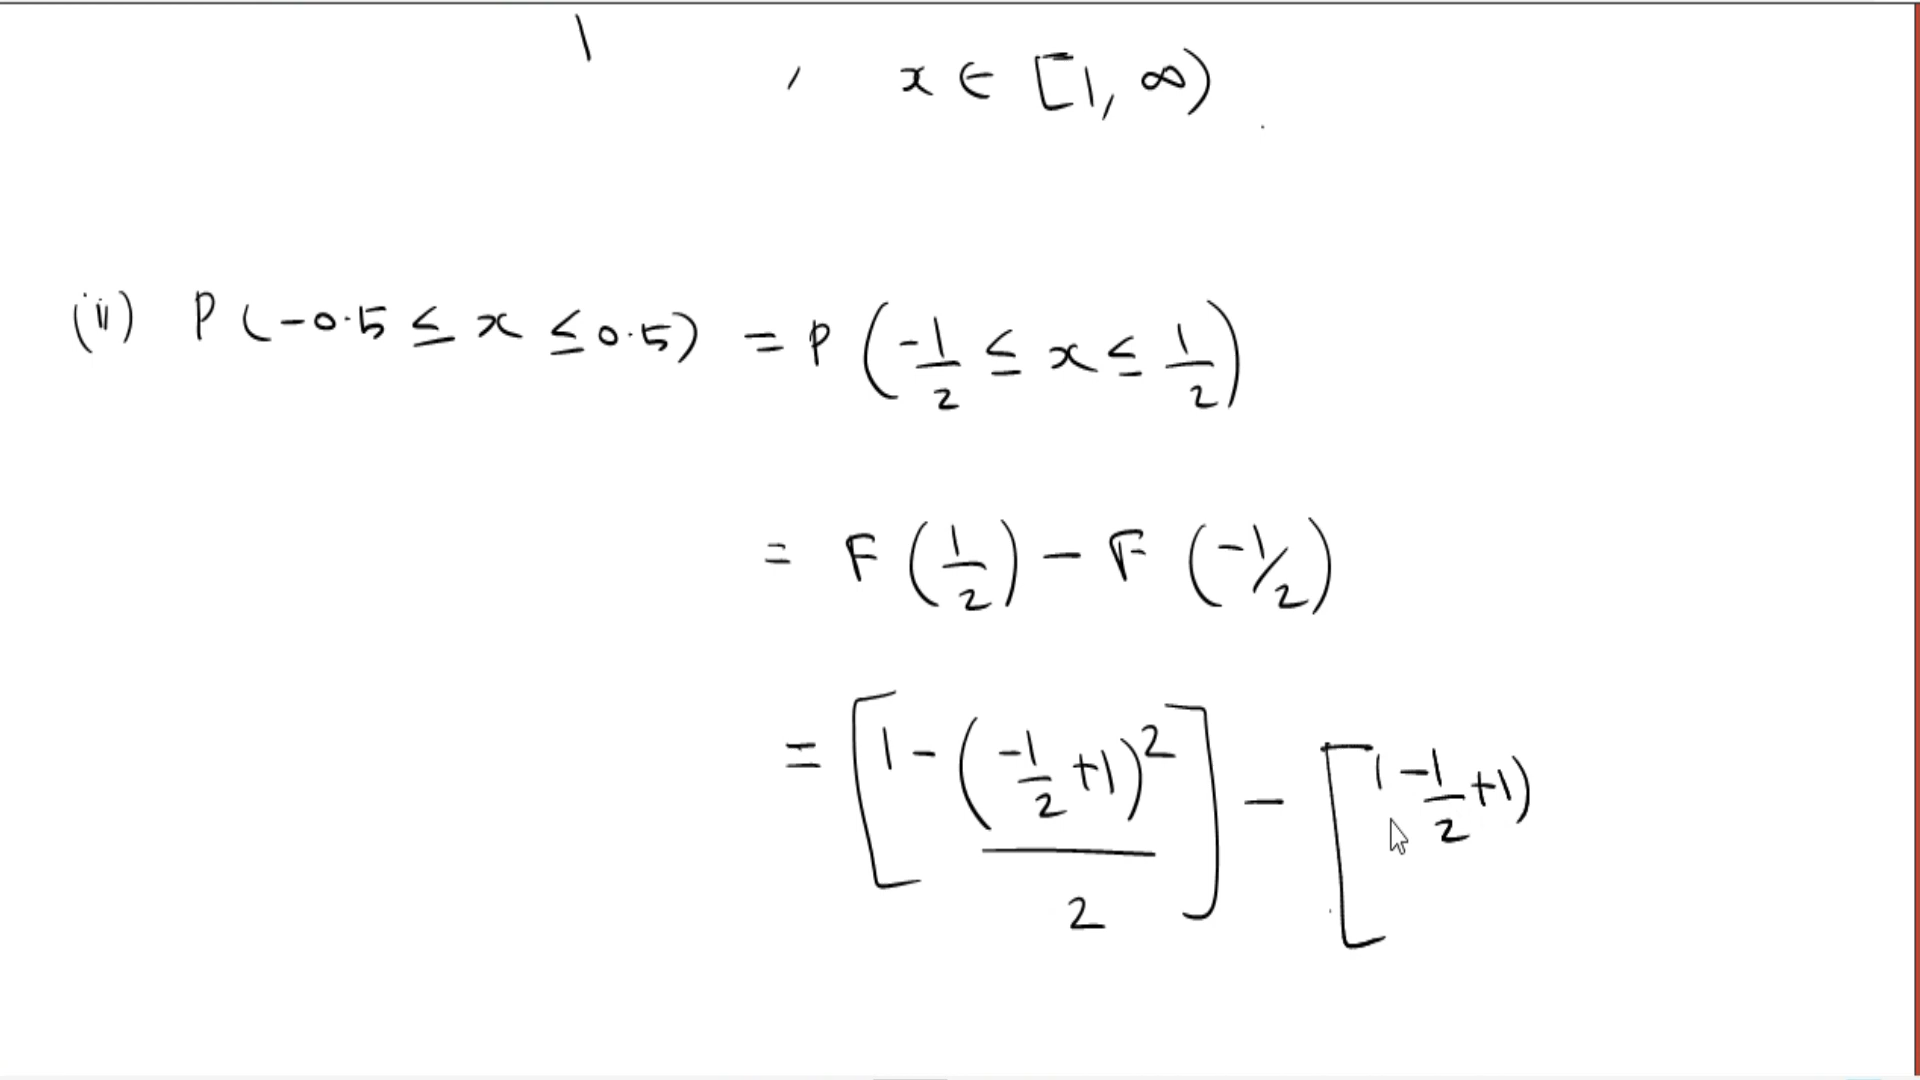 1 , x ∈ [1, ∞)
(ii) P(-0.5 ≤ x ≤ 0.5) = P(-1/2 ≤ x ≤ 1/2)
= F(1/2) - F(-1/2)
= [1 - (-1/2 + 1)^2 / 2] - [(-1/2 + 1)